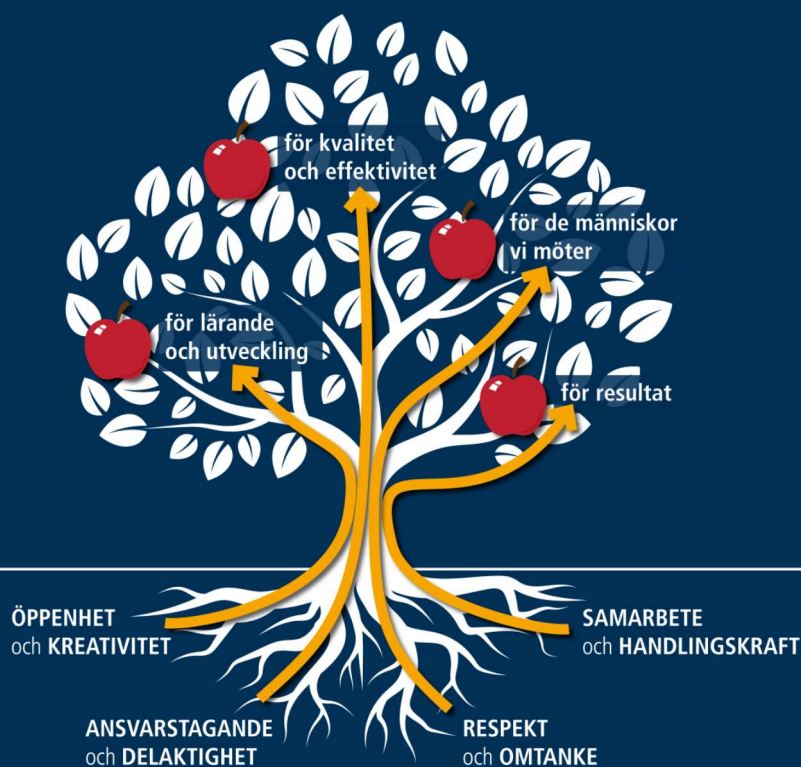 för kvalitet
och effektivitet
för de människor
vi möter
för lärande
och utveckling
för resultat
ÖPPENHET
och KREATIVITET
SAMARBETE
och HANDLINGSKRAFT
ANSVARSTAGANDE
och DELAKTIGHET
RESPEKT
och OMTANKE